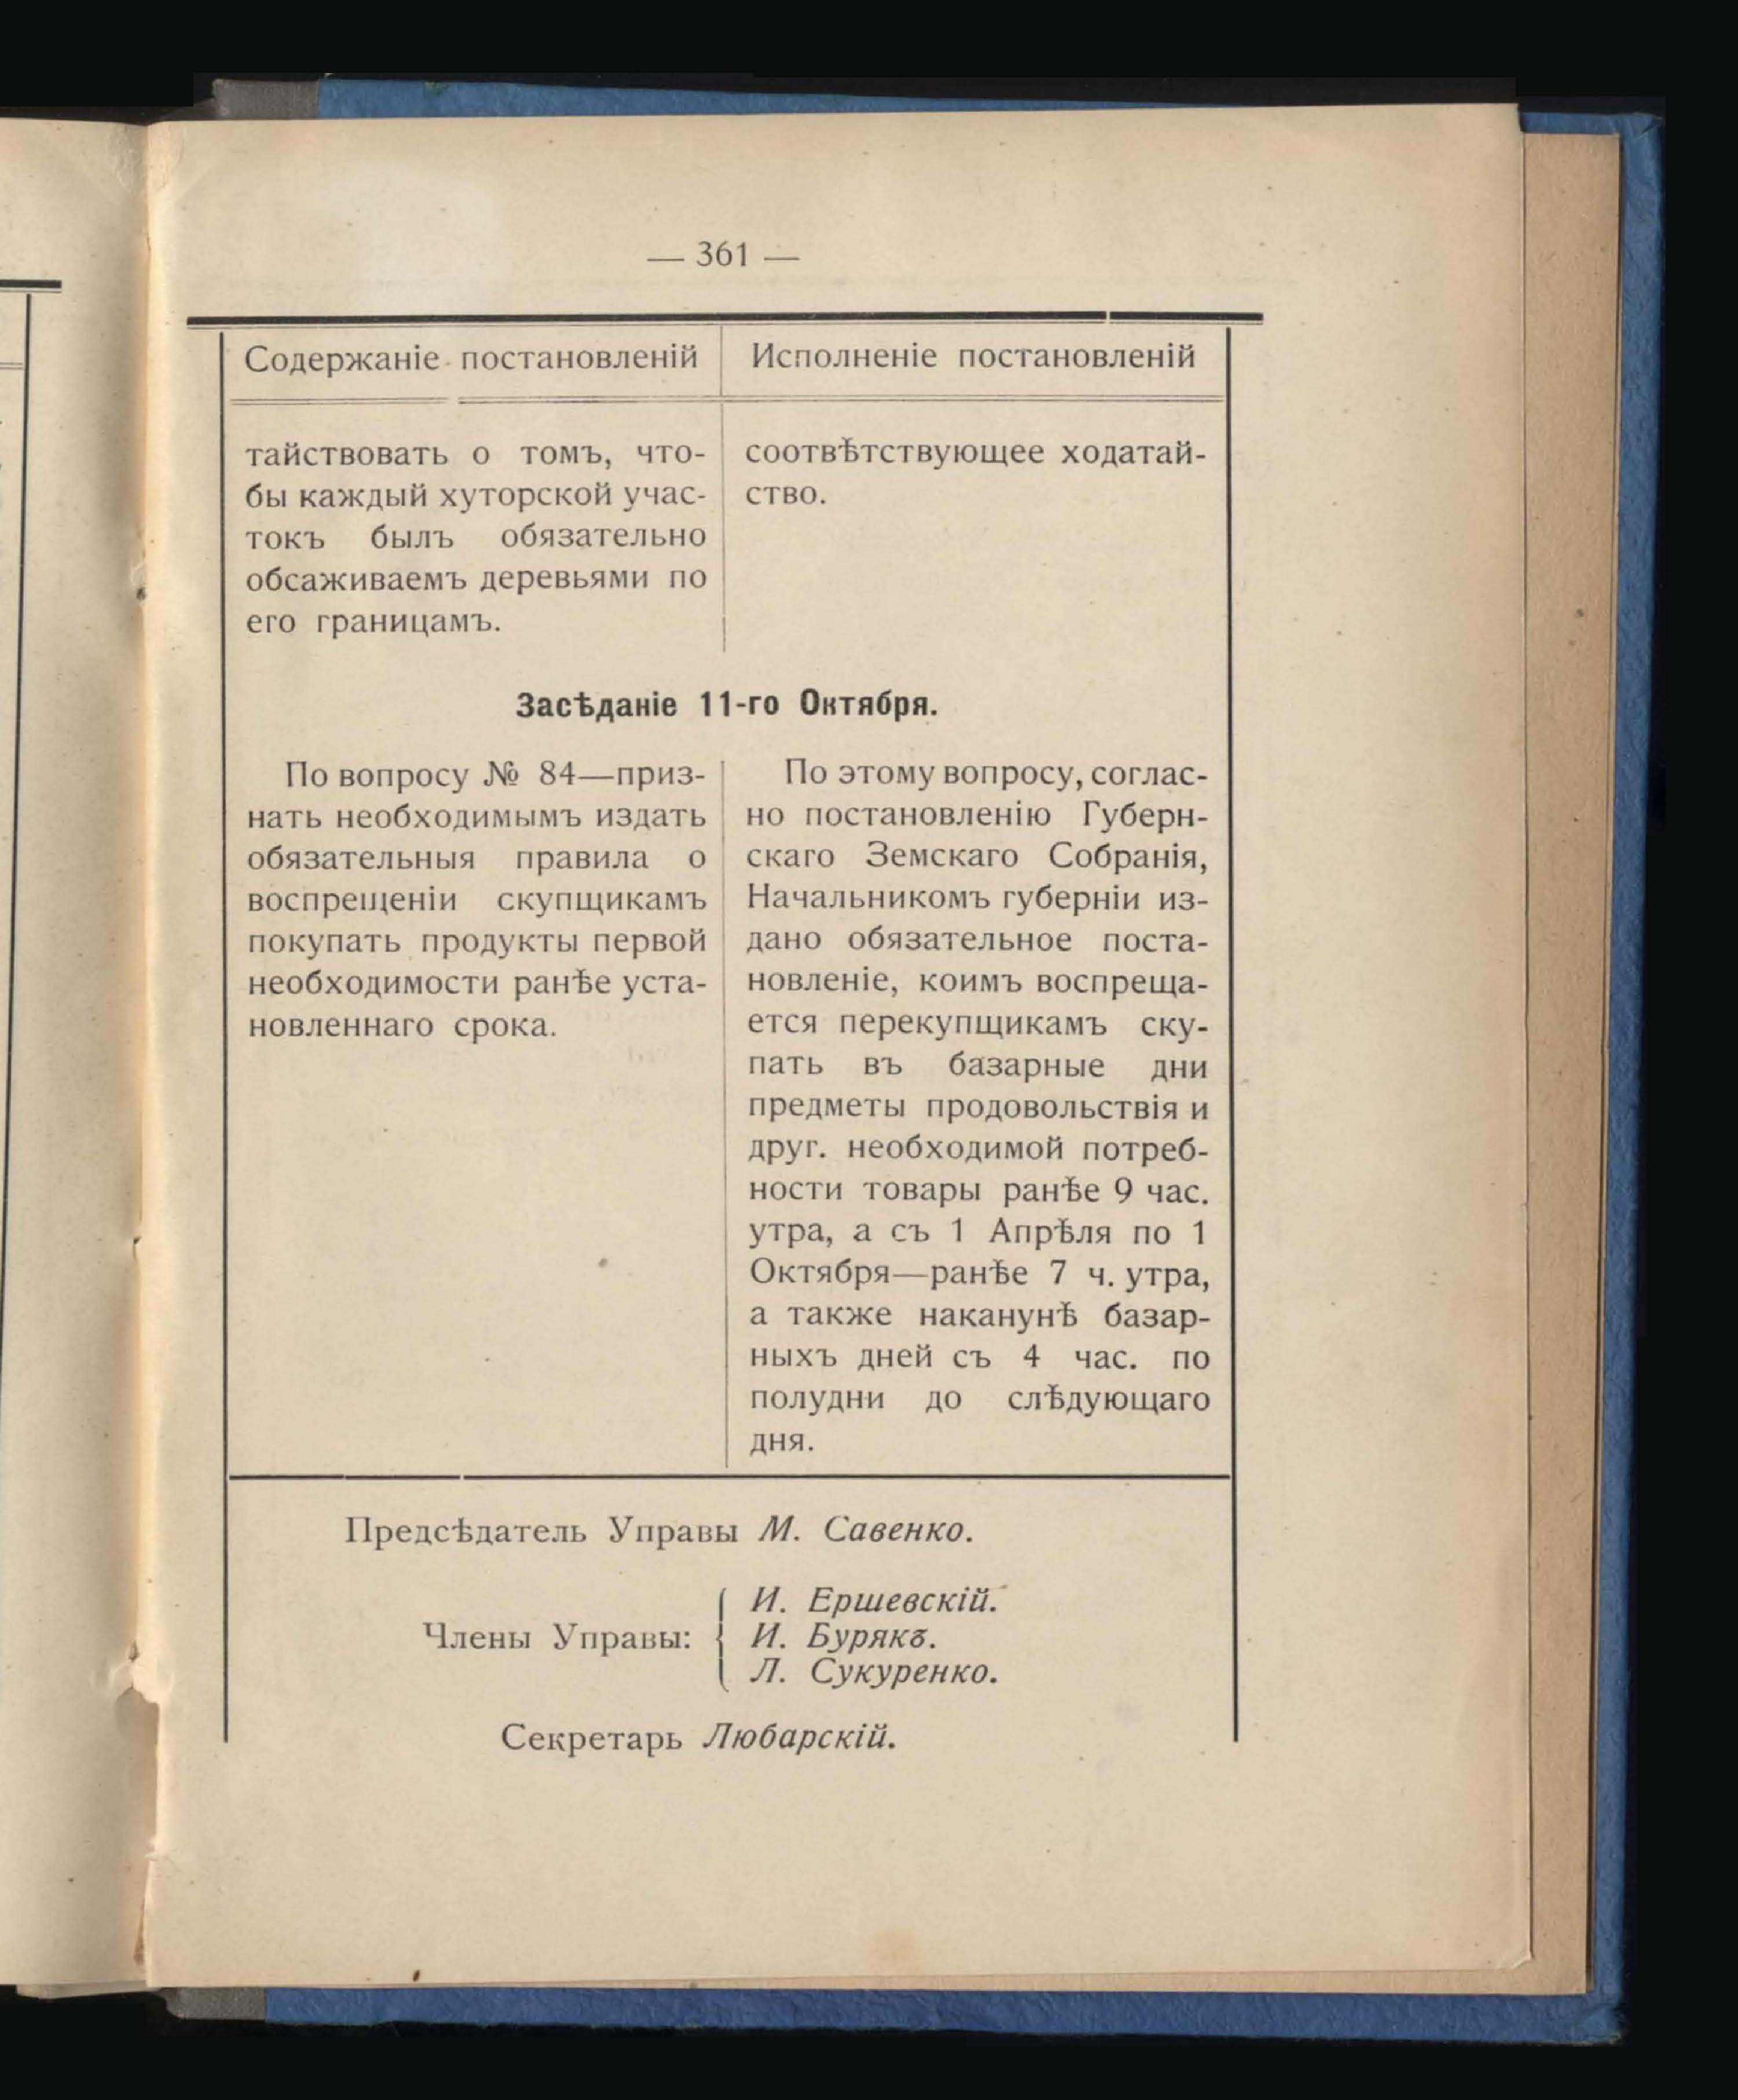 — 361 —
Содержаніе постановленій
Исполненіе постановленій
тайствовать о томъ, что-
бы каждый хуторской учас-
токъ былъ обязательно
обсаживаемъ деревьями по
его границамъ.
соотвѣтствующее ходатай-
ство.
Засѣданіе 11-го Октября.
По вопросу № 84—приз-
нать необходимымъ издать
обязательныя правила о
воспрещеніи скупщикамъ
покупать продукты первой
необходимости ранѣе уста-
новленнаго срока.
По этому вопросу, соглас-
но постановленію Губерн-
скаго Земскаго Собранія,
Начальникомъ губерніи из-
дано обязательное поста-
новленіе, коимъ воспреща-
ется перекупщикамъ ску-
пать въ базарные дни
предметы продовольствія и
друг. необходимой потреб-
ности товары ранѣе 9 час.
утра, а съ 1 Апрѣля по 1
Октября—ранѣе 7 ч. утра,
а также наканунѣ базар-
ныхъ дней съ 4 час. по
полудни до слѣдующаго
дня.
Предсѣдатель Управы М. Савенко.
Члены Управы:
И. Ершевскій.
И. Бурякъ.
Л. Сукуренко.
Секретарь Любарскій.